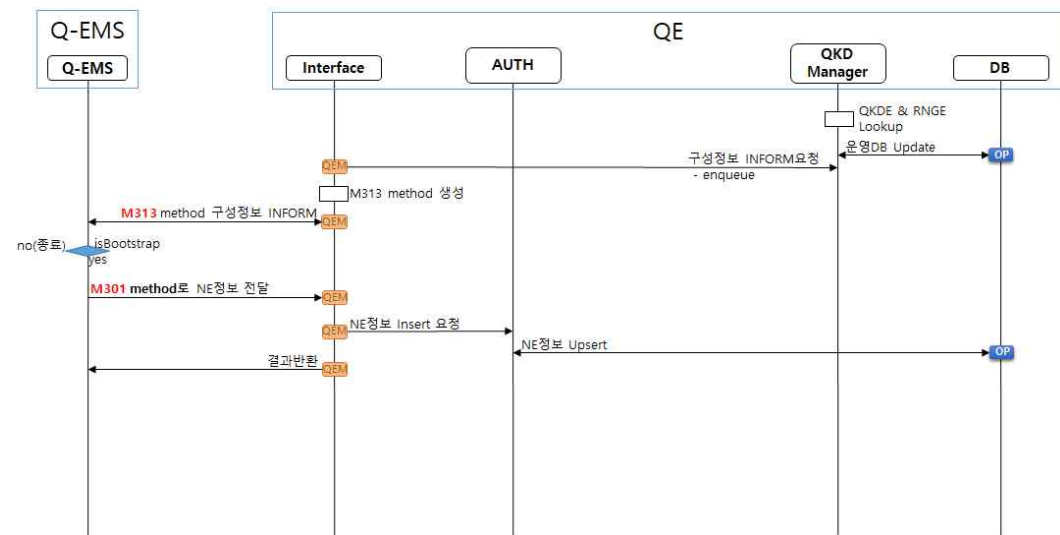 Q-EMS
QE
Q-EMS
Interface
AUTH
QKD
Manager
DB
QKDE & RNGE
Lookup
운영DB Update
OP
QEM
구성정보 INFORM요청
- enqueue
M313 method 생성
M313 method 구성정보 INFORM
QEM
no(종료)
isBootstrap
yes
M301 method로 NE정보 전달
QEM
QEM
NE정보 Insert 요청
NE정보 Upsert
OP
결과반환
QEM